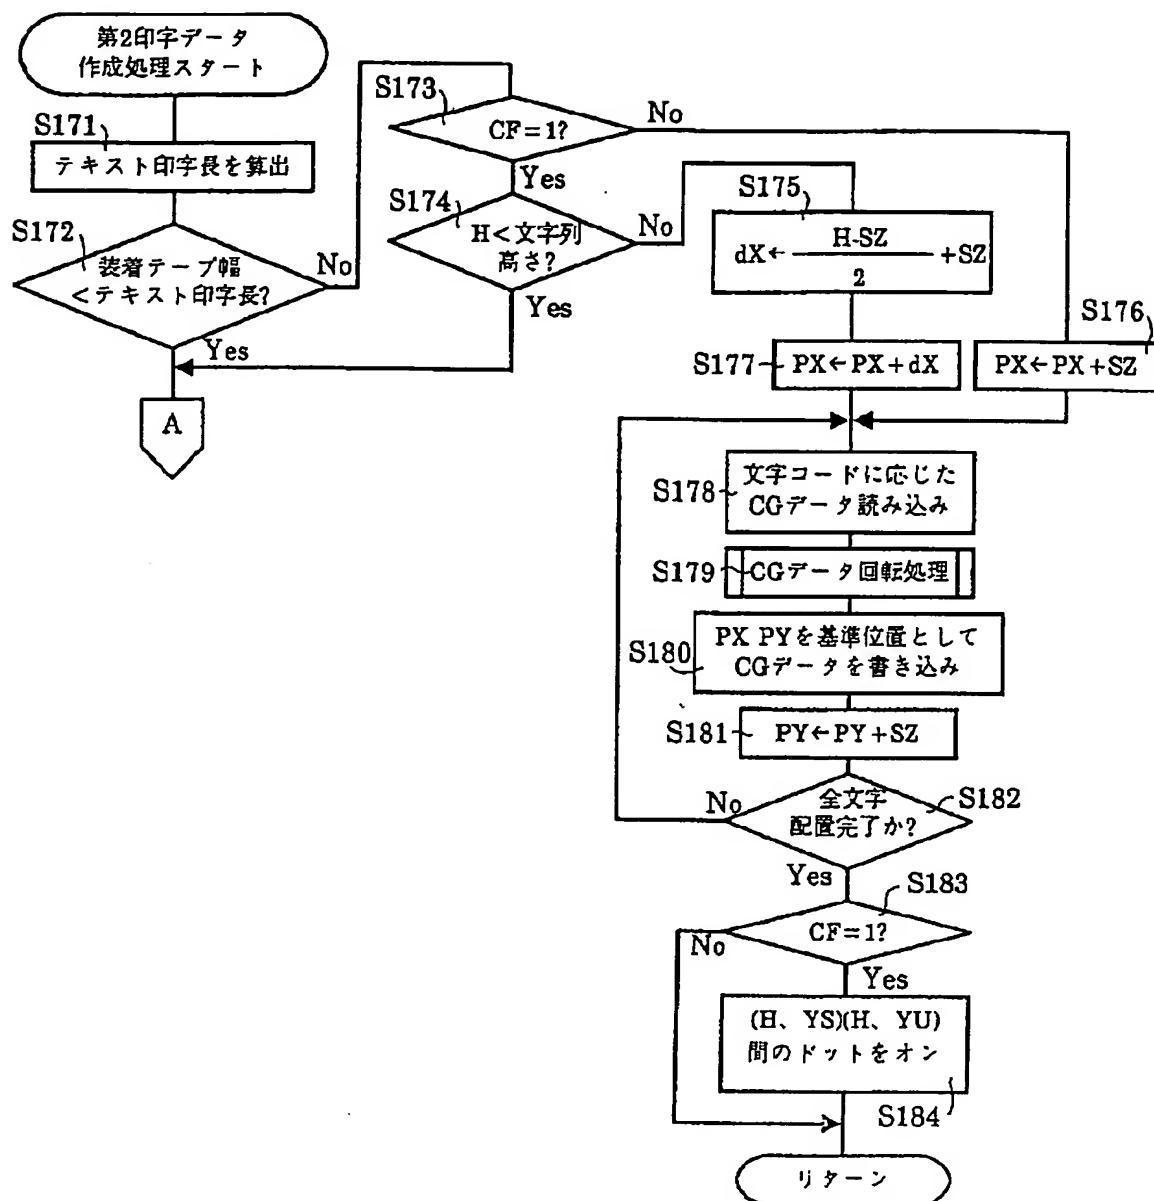 第2印字データ
作成処理スタート
S171
テキスト印字長を算出
S172
装着テープ幅
<テキスト印字長?
No
Yes
A
S173
CF=1?
No
Yes
S174
H<文字列
高さ?
No
Yes
S175
dX← H-SZ +SZ
2
S176
PX←PX+SZ
S177
PX←PX+dX
S178
文字コードに応じた
CGデータ読み込み
S179
CGデータ回転処理
S180
PX PYを基準位置として
CGデータを書き込み
S181
PY←PY+SZ
S182
全文字
配置完了か?
No
Yes
S183
CF=1?
No
Yes
(H、YS)(H、YU)
間のドットをオン
S184
リターン